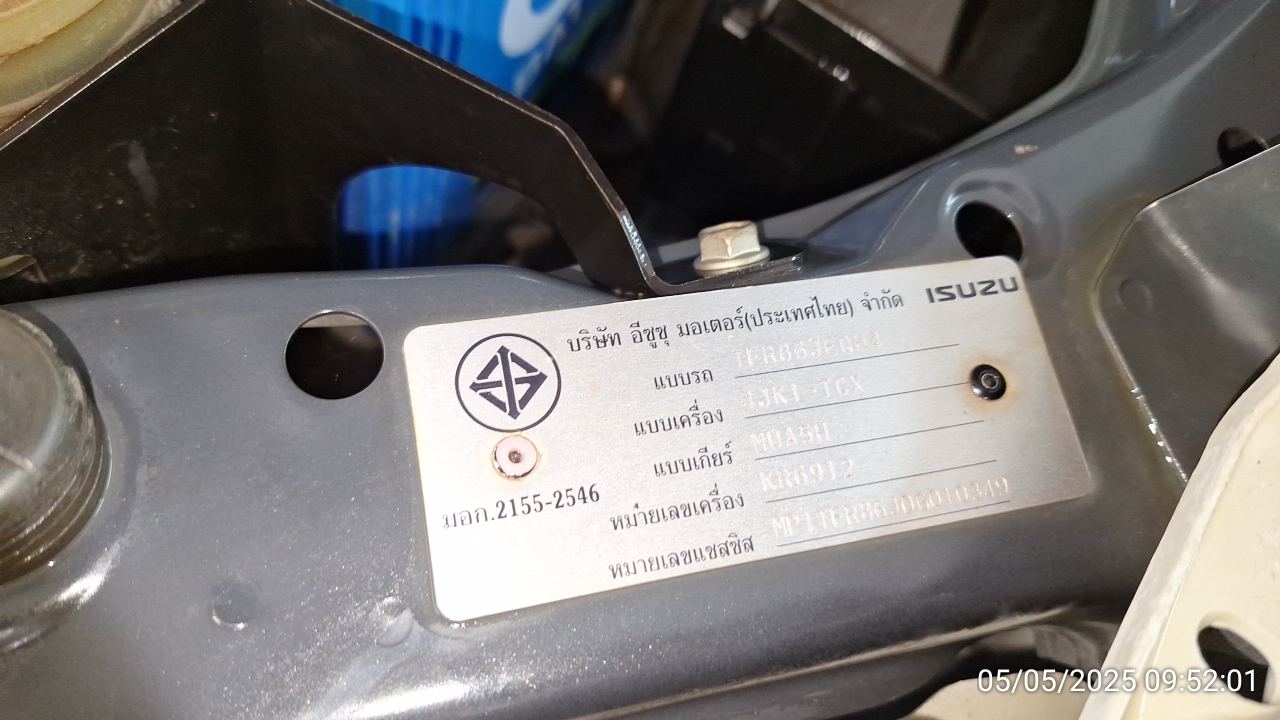 บริษัท อีซูซุ มอเตอร์(ประเทศไทย) จำกัด ISUZU
แบบรถ
แบบเครื่อง 4JK1-TCX
แบบเกียร์ MUA5H
หมายเลขเครื่อง
มอก.2155-2546
หมายเลขแชสซิส
05/05/2025 09:52:01